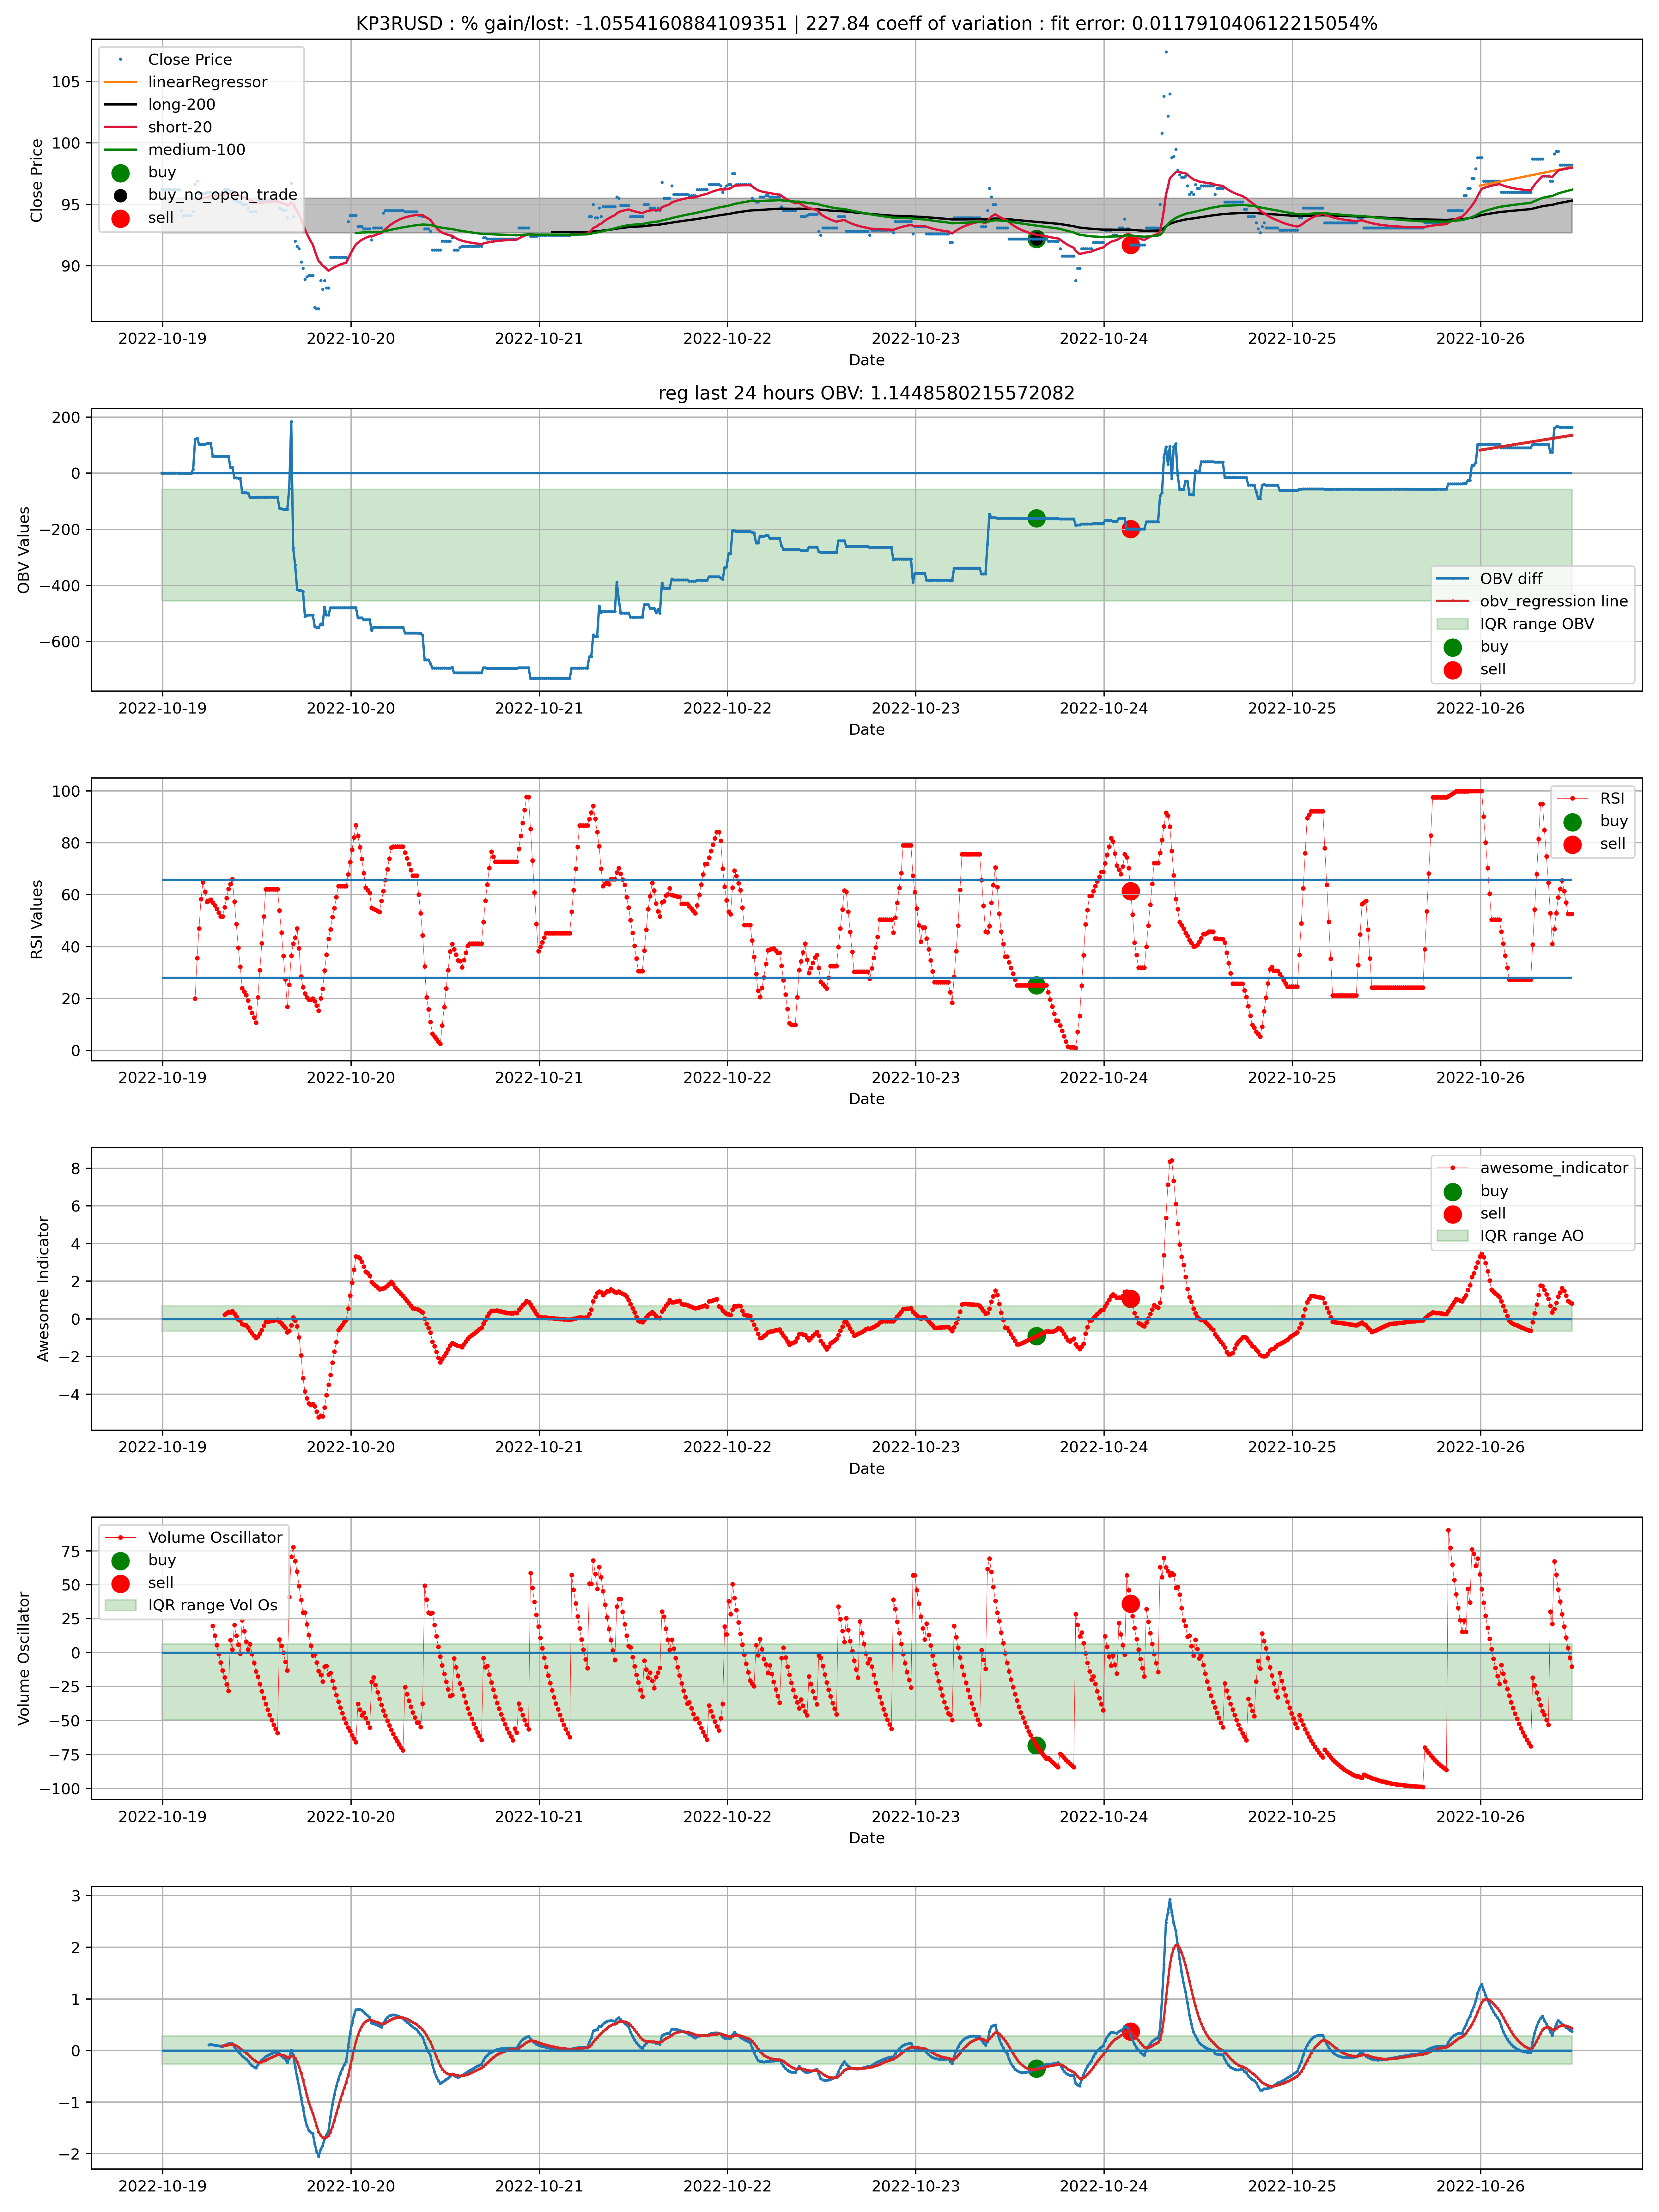 KP3RUSD : % gain/lost: -1.0554160884109351 | 227.84 coeff of variation : fit error: 0.011791040612215054%
Close Price
linearRegressor
long-200
short-20
medium-100
buy
buy_no_open_trade
sell
Close Price
105
100
95
90
2022-10-19 2022-10-20 2022-10-21 2022-10-22 2022-10-23 2022-10-24 2022-10-25 2022-10-26
Date
reg last 24 hours OBV: 1.1448580215572082
OBV Values
200
0
−200
−400
−600
OBV diff
obv_regression line
IQR range OBV
buy
sell
2022-10-19 2022-10-20 2022-10-21 2022-10-22 2022-10-23 2022-10-24 2022-10-25 2022-10-26
Date
RSI Values
100
80
60
40
20
0
RSI
buy
sell
2022-10-19 2022-10-20 2022-10-21 2022-10-22 2022-10-23 2022-10-24 2022-10-25 2022-10-26
Date
Awesome Indicator
8
6
4
2
0
−2
−4
awesome_indicator
buy
sell
IQR range AO
2022-10-19 2022-10-20 2022-10-21 2022-10-22 2022-10-23 2022-10-24 2022-10-25 2022-10-26
Date
Volume Oscillator
75
50
25
0
−25
−50
−75
−100
Volume Oscillator
buy
sell
IQR range Vol Os
2022-10-19 2022-10-20 2022-10-21 2022-10-22 2022-10-23 2022-10-24 2022-10-25 2022-10-26
Date
3
2
1
0
−1
−2
2022-10-19 2022-10-20 2022-10-21 2022-10-22 2022-10-23 2022-10-24 2022-10-25 2022-10-26